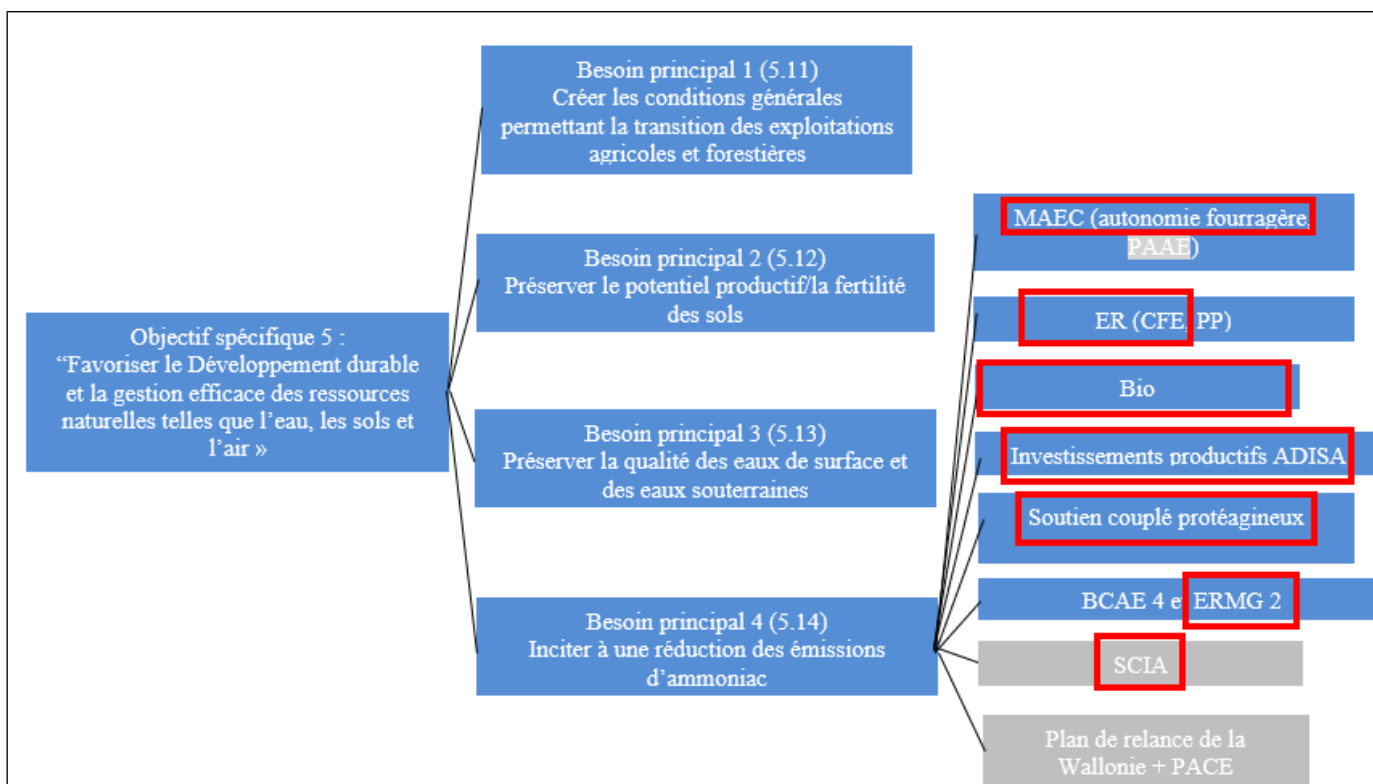 Besoin principal 1 (5.11)
Créer les conditions générales
permettant la transition des exploitations
agricoles et forestières
MAEC (autonomie fourragère,
PAAE)
Besoin principal 2 (5.12)
Préserver le potentiel productif/la fertilité
des sols
ER (CFE, PP)
Objectif spécifique 5 :
“Favoriser le Développement durable
et la gestion efficace des ressources
naturelles telles que l’eau, les sols et
l’air »
Bio
Besoin principal 3 (5.13)
Préserver la qualité des eaux de surface et
des eaux souterraines
Investissements productifs ADISA
Soutien couplé protéagineux
BCAE 4 et ERMG 2
Besoin principal 4 (5.14)
Inciter à une réduction des émissions
d’ammoniac
SCIA
Plan de relance de la
Wallonie + PACE